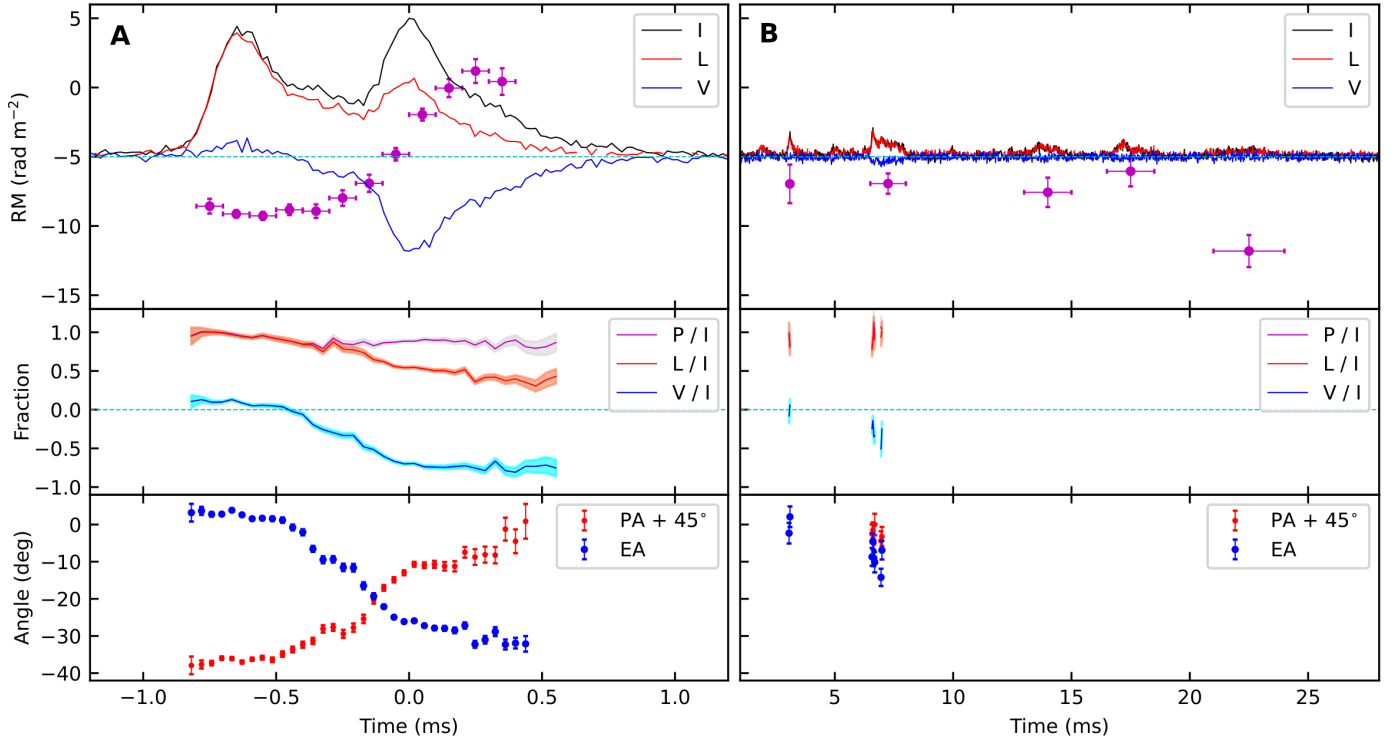 A
I
L
V
RM (rad m⁻²)
5
0
−5
−10
−15
B
I
L
V
P / I
L / I
V / I
Fraction
1.0
0.5
0.0
−0.5
−1.0
P / I
L / I
V / I
PA + 45°
EA
Angle (deg)
0
−10
−20
−30
−40
PA + 45°
EA
−1.0 −0.5 0.0 0.5 1.0
Time (ms)
5 10 15 20 25
Time (ms)